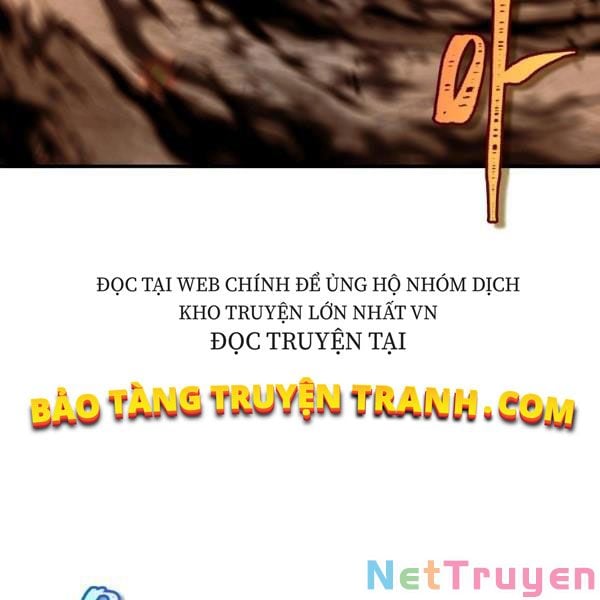 아
ĐỌC TẠI WEB CHÍNH ĐỂ ỦNG HỘ NHÓM DỊCH
KHO TRUYỆN LỚN NHẤT VN
ĐỌC TRUYỆN TẠI
BẢO TÀNG TRUYỆN TRANH.COM
NetTruyen